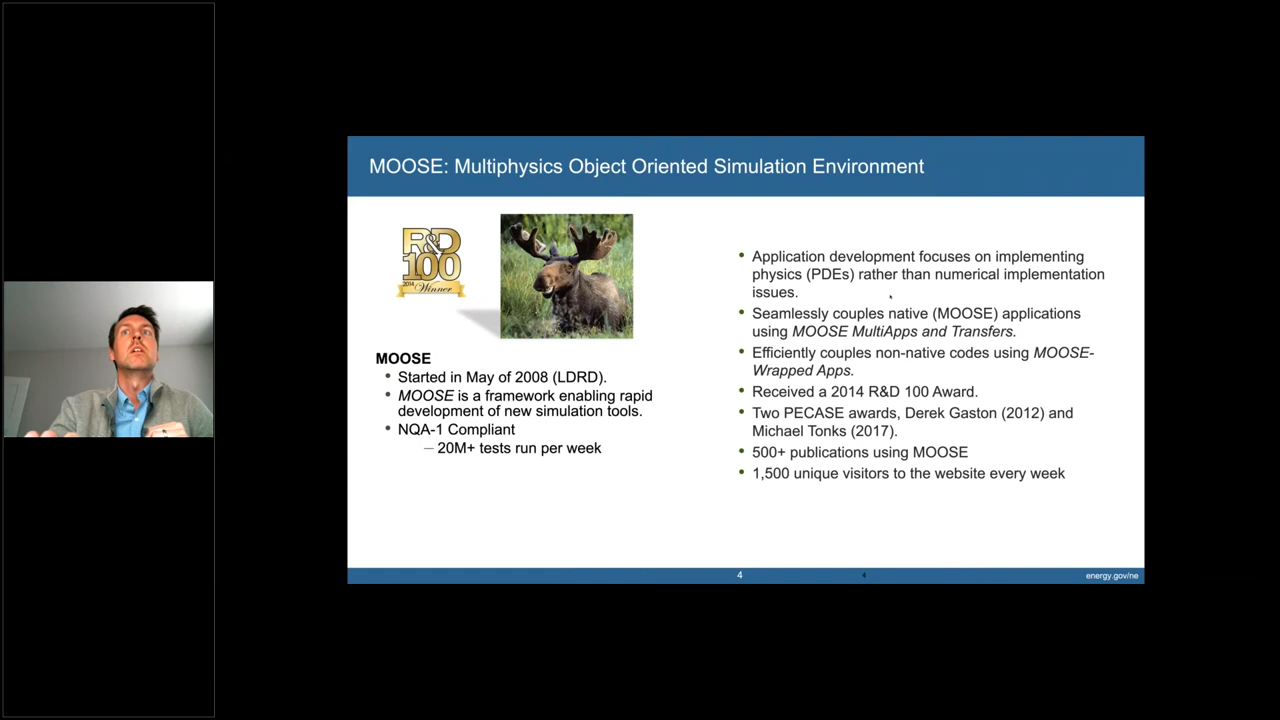 MOOSE: Multiphysics Object Oriented Simulation Environment
R&D
100
2014 Winner
MOOSE
• Started in May of 2008 (LDRD).
• MOOSE is a framework enabling rapid
development of new simulation tools.
• NQA-1 Compliant
– 20M+ tests run per week
• Application development focuses on implementing
physics (PDEs) rather than numerical implementation
issues.
• Seamlessly couples native (MOOSE) applications
using MOOSE MultiApps and Transfers.
• Efficiently couples non-native codes using MOOSE-
Wrapped Apps.
• Received a 2014 R&D 100 Award.
• Two PECASE awards, Derek Gaston (2012) and
Michael Tonks (2017).
• 500+ publications using MOOSE
• 1,500 unique visitors to the website every week
4
4
energy.gov/ne